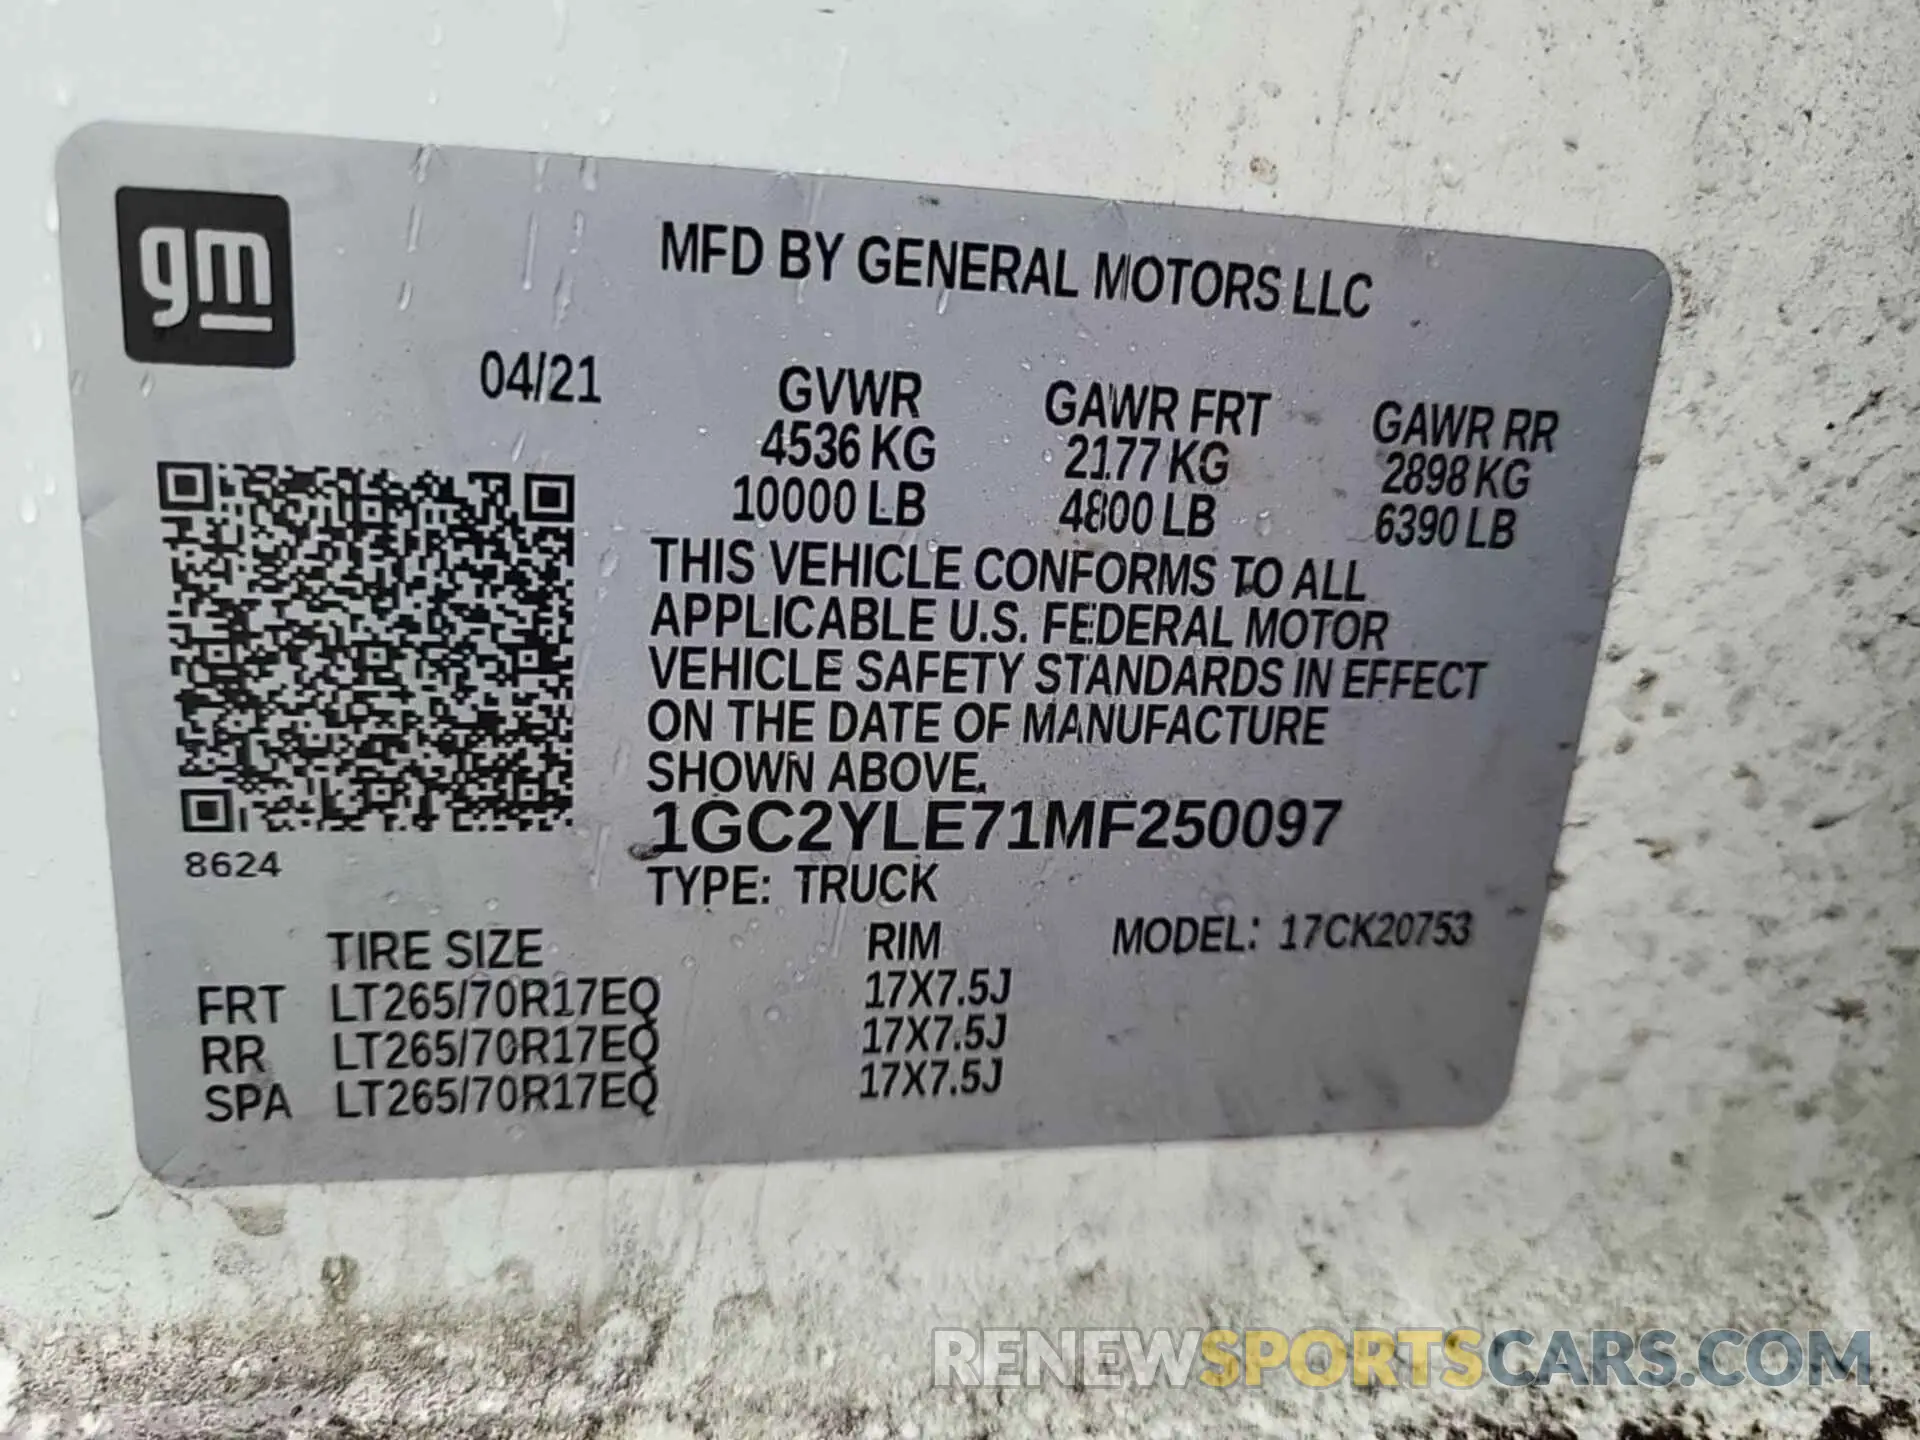 gm
MFD BY GENERAL MOTORS LLC
04/21
GVWR GAWR FRT GAWR RR
4536 KG 2177 KG 2898 KG
10000 LB 4800 LB 6390 LB
THIS VEHICLE CONFORMS TO ALL
APPLICABLE U.S. FEDERAL MOTOR
VEHICLE SAFETY STANDARDS IN EFFECT
ON THE DATE OF MANUFACTURE
SHOWN ABOVE.
1GC2YLE71MF250097
8624
TYPE: TRUCK
TIRE SIZE RIM MODEL: 17CK20753
FRT LT265/70R17EQ 17X7.5J
RR LT265/70R17EQ 17X7.5J
SPA LT265/70R17EQ 17X7.5J
RENEWSPORTSCARS.COM